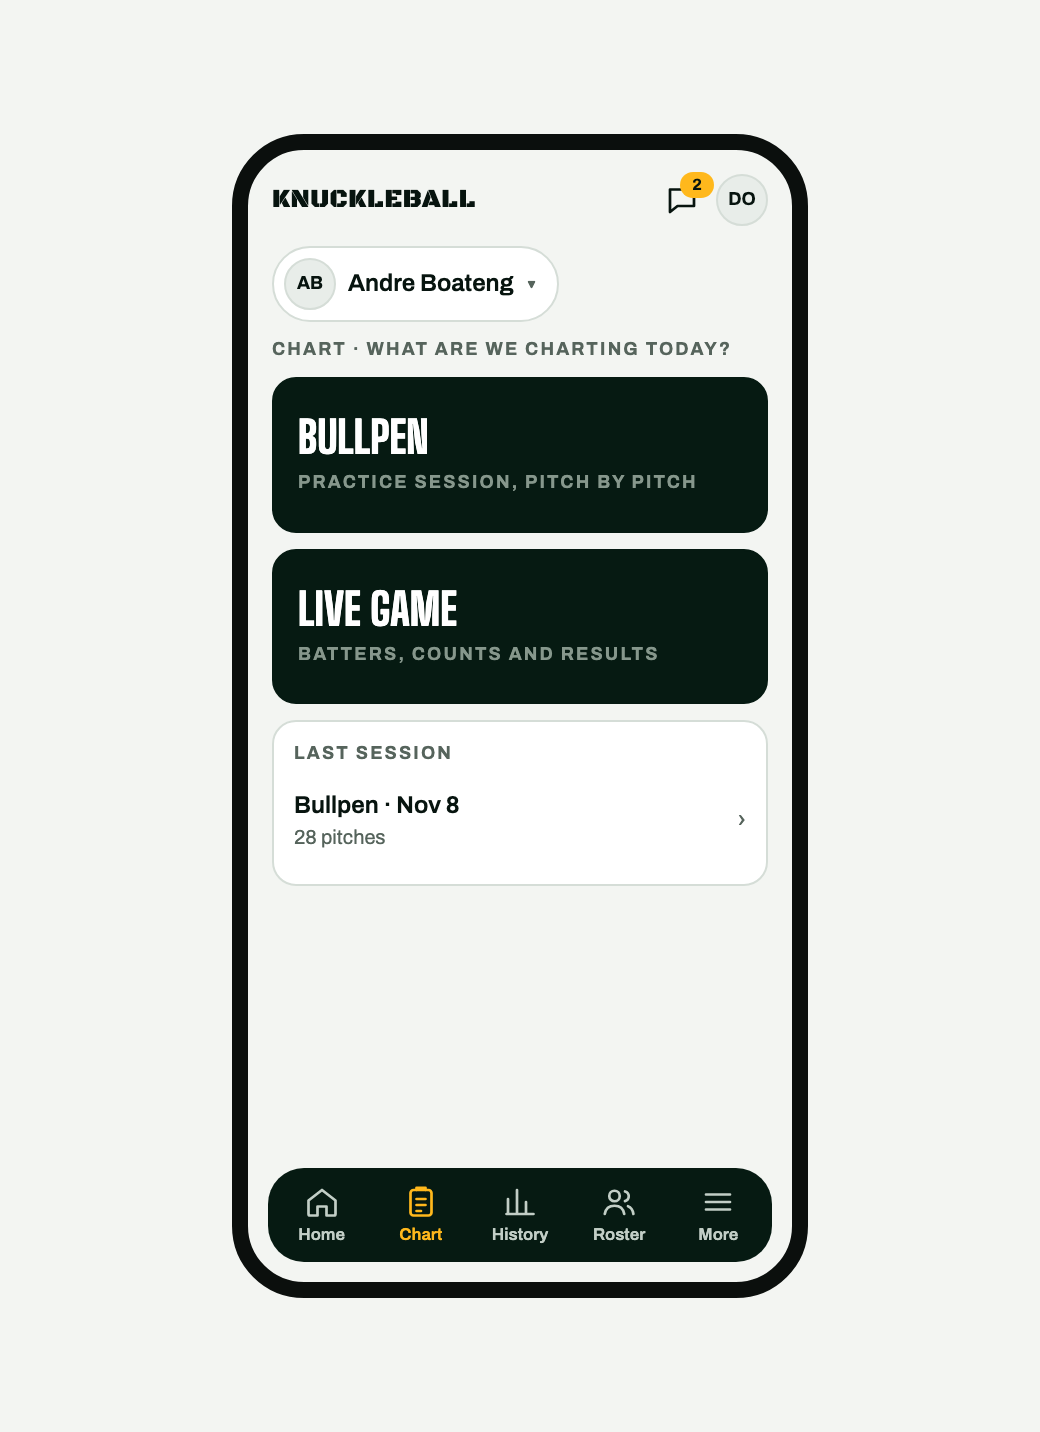 KNUCKLEBALL
2
DO
AB
Andre Boateng
CHART · WHAT ARE WE CHARTING TODAY?
BULLPEN
PRACTICE SESSION, PITCH BY PITCH
LIVE GAME
BATTERS, COUNTS AND RESULTS
LAST SESSION
Bullpen · Nov 8
28 pitches
Home
Chart
History
Roster
More